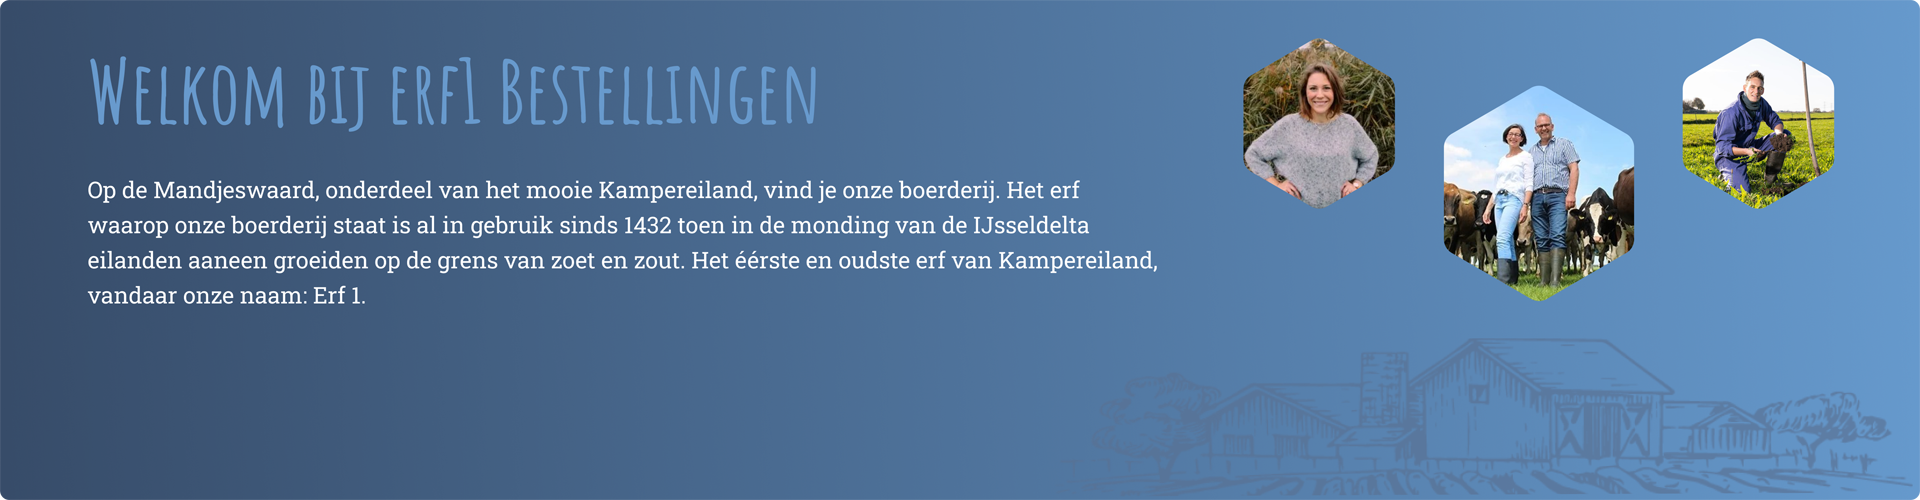 Welkom bij erf1 Bestellingen
Op de Mandjeswaard, onderdeel van het mooie Kampereiland, vind je onze boerderij. Het erf
waarop onze boerderij staat is al in gebruik sinds 1432 toen in de monding van de IJsseldelta
eilanden aaneen groeiden op de grens van zoet en zout. Het éérste en oudste erf van Kampereiland,
vandaar onze naam: Erf 1.